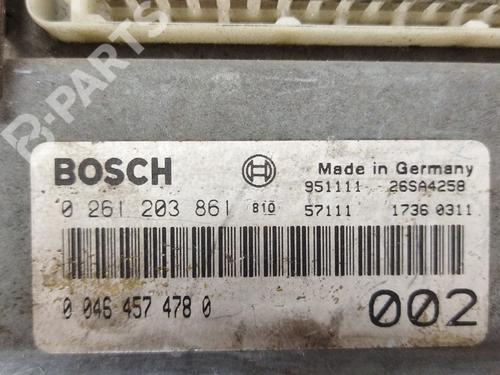 B-PARTS
BOSCH
Made in Germany
951111 26SA4258
0 261 203 861 B10 57111 1736 0311
0 046 457 478 0
002